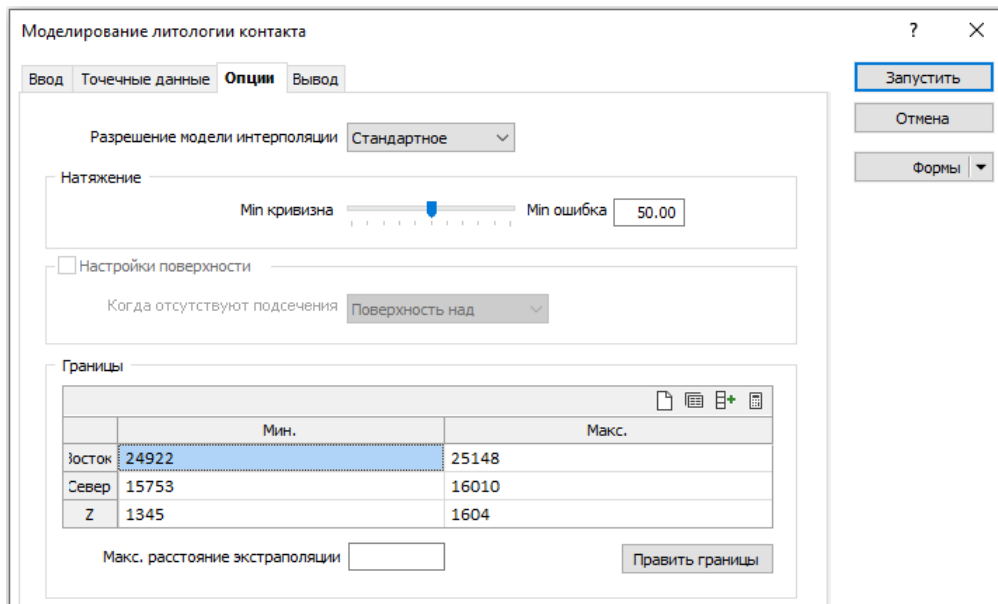 Моделирование литологии контакта
?
Ввод Точечные данные Опции Вывод
Запустить
Отмена
Формы
Разрешение модели интерполяции Стандартное
Натяжение
Min кривизна Min ошибка 50.00
Настройки поверхности
Когда отсутствуют подсечения Поверхность над
Границы
Мин. Макс.
Восток 24922 25148
Север 15753 16010
Z 1345 1604
Макс. расстояние экстраполяции
Править границы